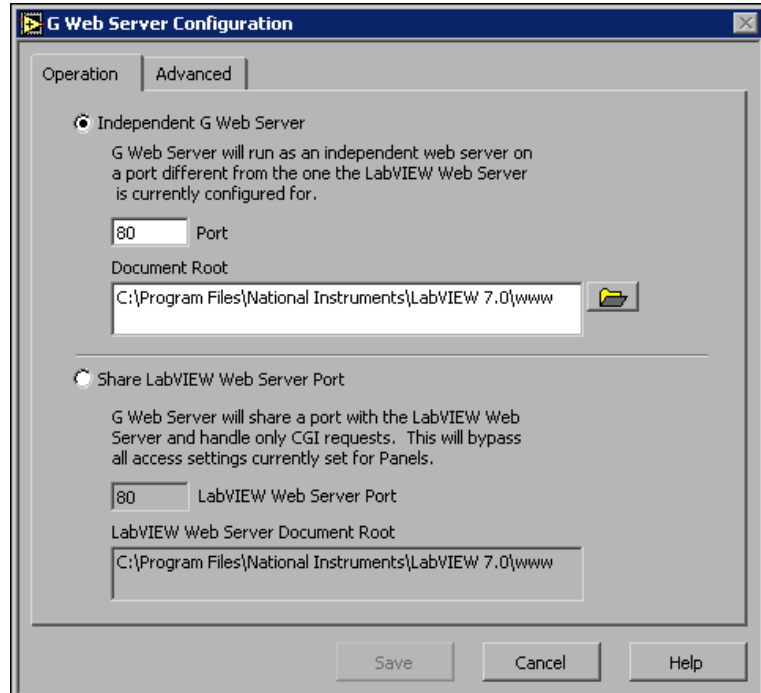 G Web Server Configuration
Operation
Advanced
Independent G Web Server
G Web Server will run as an independent web server on
a port different from the one the LabVIEW Web Server
is currently configured for.
80 Port
Document Root
C:\Program Files\National Instruments\LabVIEW 7.0\www
Share LabVIEW Web Server Port
G Web Server will share a port with the LabVIEW Web
Server and handle only CGI requests. This will bypass
all access settings currently set for Panels.
80 LabVIEW Web Server Port
LabVIEW Web Server Document Root
C:\Program Files\National Instruments\LabVIEW 7.0\www
Save
Cancel
Help